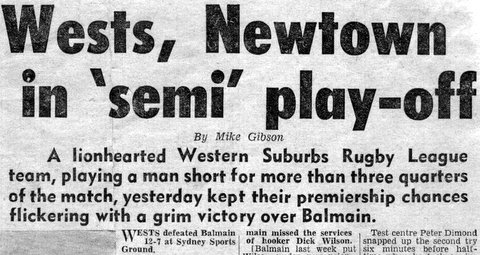 Wests, Newtown
in 'semi' play-off
By Mike Gibson
A lionhearted Western Suburbs Rugby League
team, playing a man short for more than three quarters
of the match, yesterday kept their premiership chances
flickering with a grim victory over Balmain.
WESTS defeated Balmain
12-7 at Sydney Sports
Ground.
main missed the services
of hooker Dick Wilson.
Balmain last week put
Test centre Peter Dimond
snapped up the second try
six minutes before half-